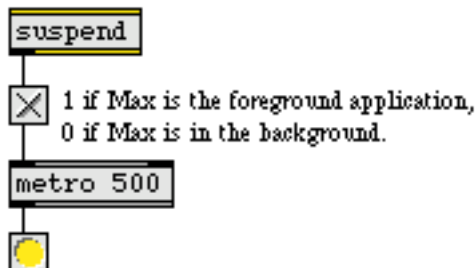 suspend
1 if Max is the foreground application,
0 if Max is in the background.
metro 500